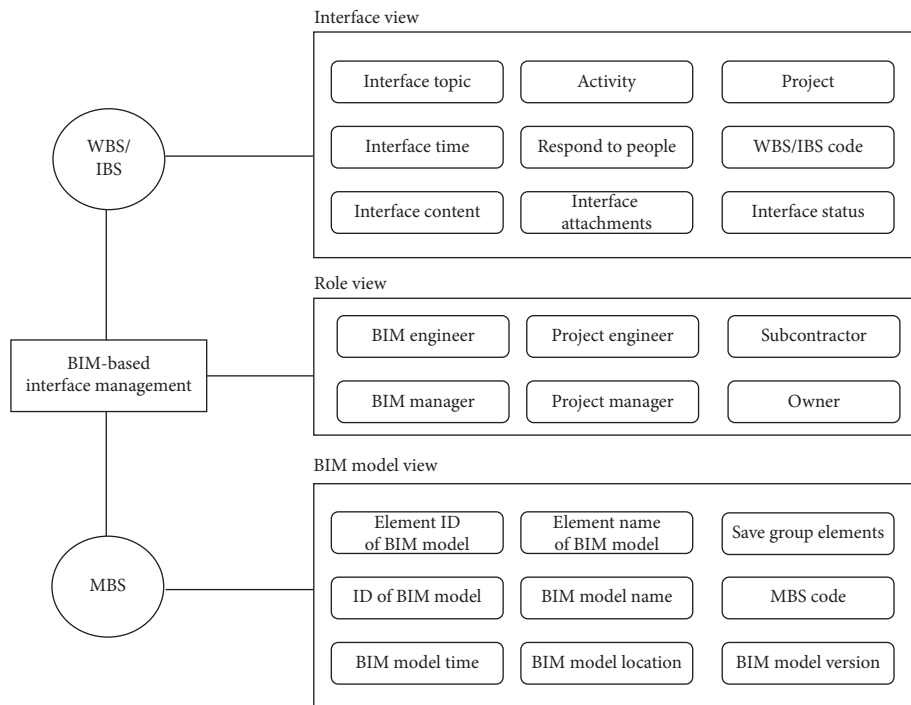 Interface view
Interface topic
Activity
Project
WBS/
IBS
Interface time
Respond to people
WBS/IBS code
Interface content
Interface
attachments
Interface status
Role view
BIM engineer
Project engineer
Subcontractor
BIM-based
interface management
BIM manager
Project manager
Owner
BIM model view
Element ID
of BIM model
Element name
of BIM model
Save group elements
MBS
ID of BIM model
BIM model name
MBS code
BIM model time
BIM model location
BIM model version